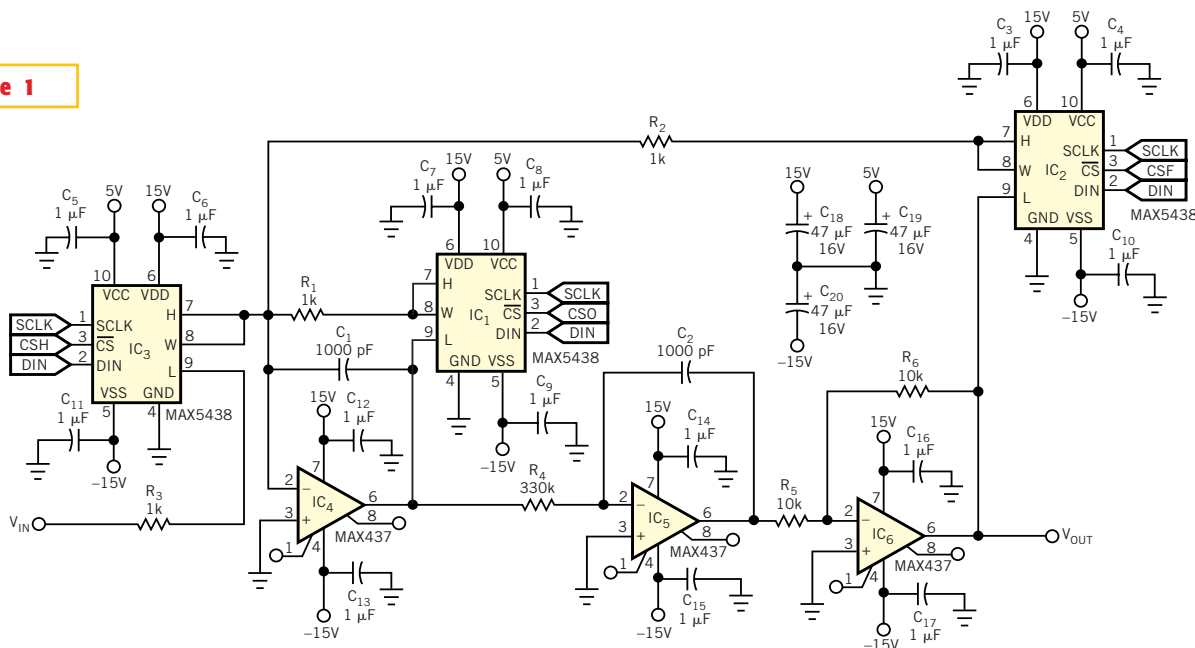 e 1
C3
1 µF
15V
5V
C4
1 µF
6
10
VDD VCC
7
H
8
W
9
L
IC2
SCLK
CS
DIN
GND VSS
4
5
1
3
2
SCLK
CSF
DIN
MAX5438
C10
1 µF
−15V
R2
1k
15V
5V
+ C18
47 µF
16V
+ C19
47 µF
16V
+ C20
47 µF
16V
−15V
C7
1 µF
15V
5V
C8
1 µF
6
10
VDD VCC
7
H
8
W
9
L
IC1
SCLK
CS
DIN
GND VSS
4
5
1
3
2
SCLK
CSO
DIN
MAX5438
C9
1 µF
−15V
C5
1 µF
5V
15V
C6
1 µF
10
6
VCC VDD
SCLK
CSH
DIN
1
3
2
SCLK
CS
DIN
IC3
H
W
L
7
8
9
VSS GND
5
4
MAX5438
C11
1 µF
−15V
R1
1k
C1
1000 pF
R3
1k
VIN
15V
C12
1 µF
7
2
−
3
+
IC4
6
8
1
4
MAX437
C13
1 µF
−15V
R4
330k
C2
1000 pF
15V
C14
1 µF
7
2
−
3
+
IC5
6
8
1
4
MAX437
C15
1 µF
−15V
R5
10k
R6
10k
15V
C16
1 µF
7
2
−
3
+
IC6
6
8
1
4
MAX437
C17
1 µF
−15V
VOUT